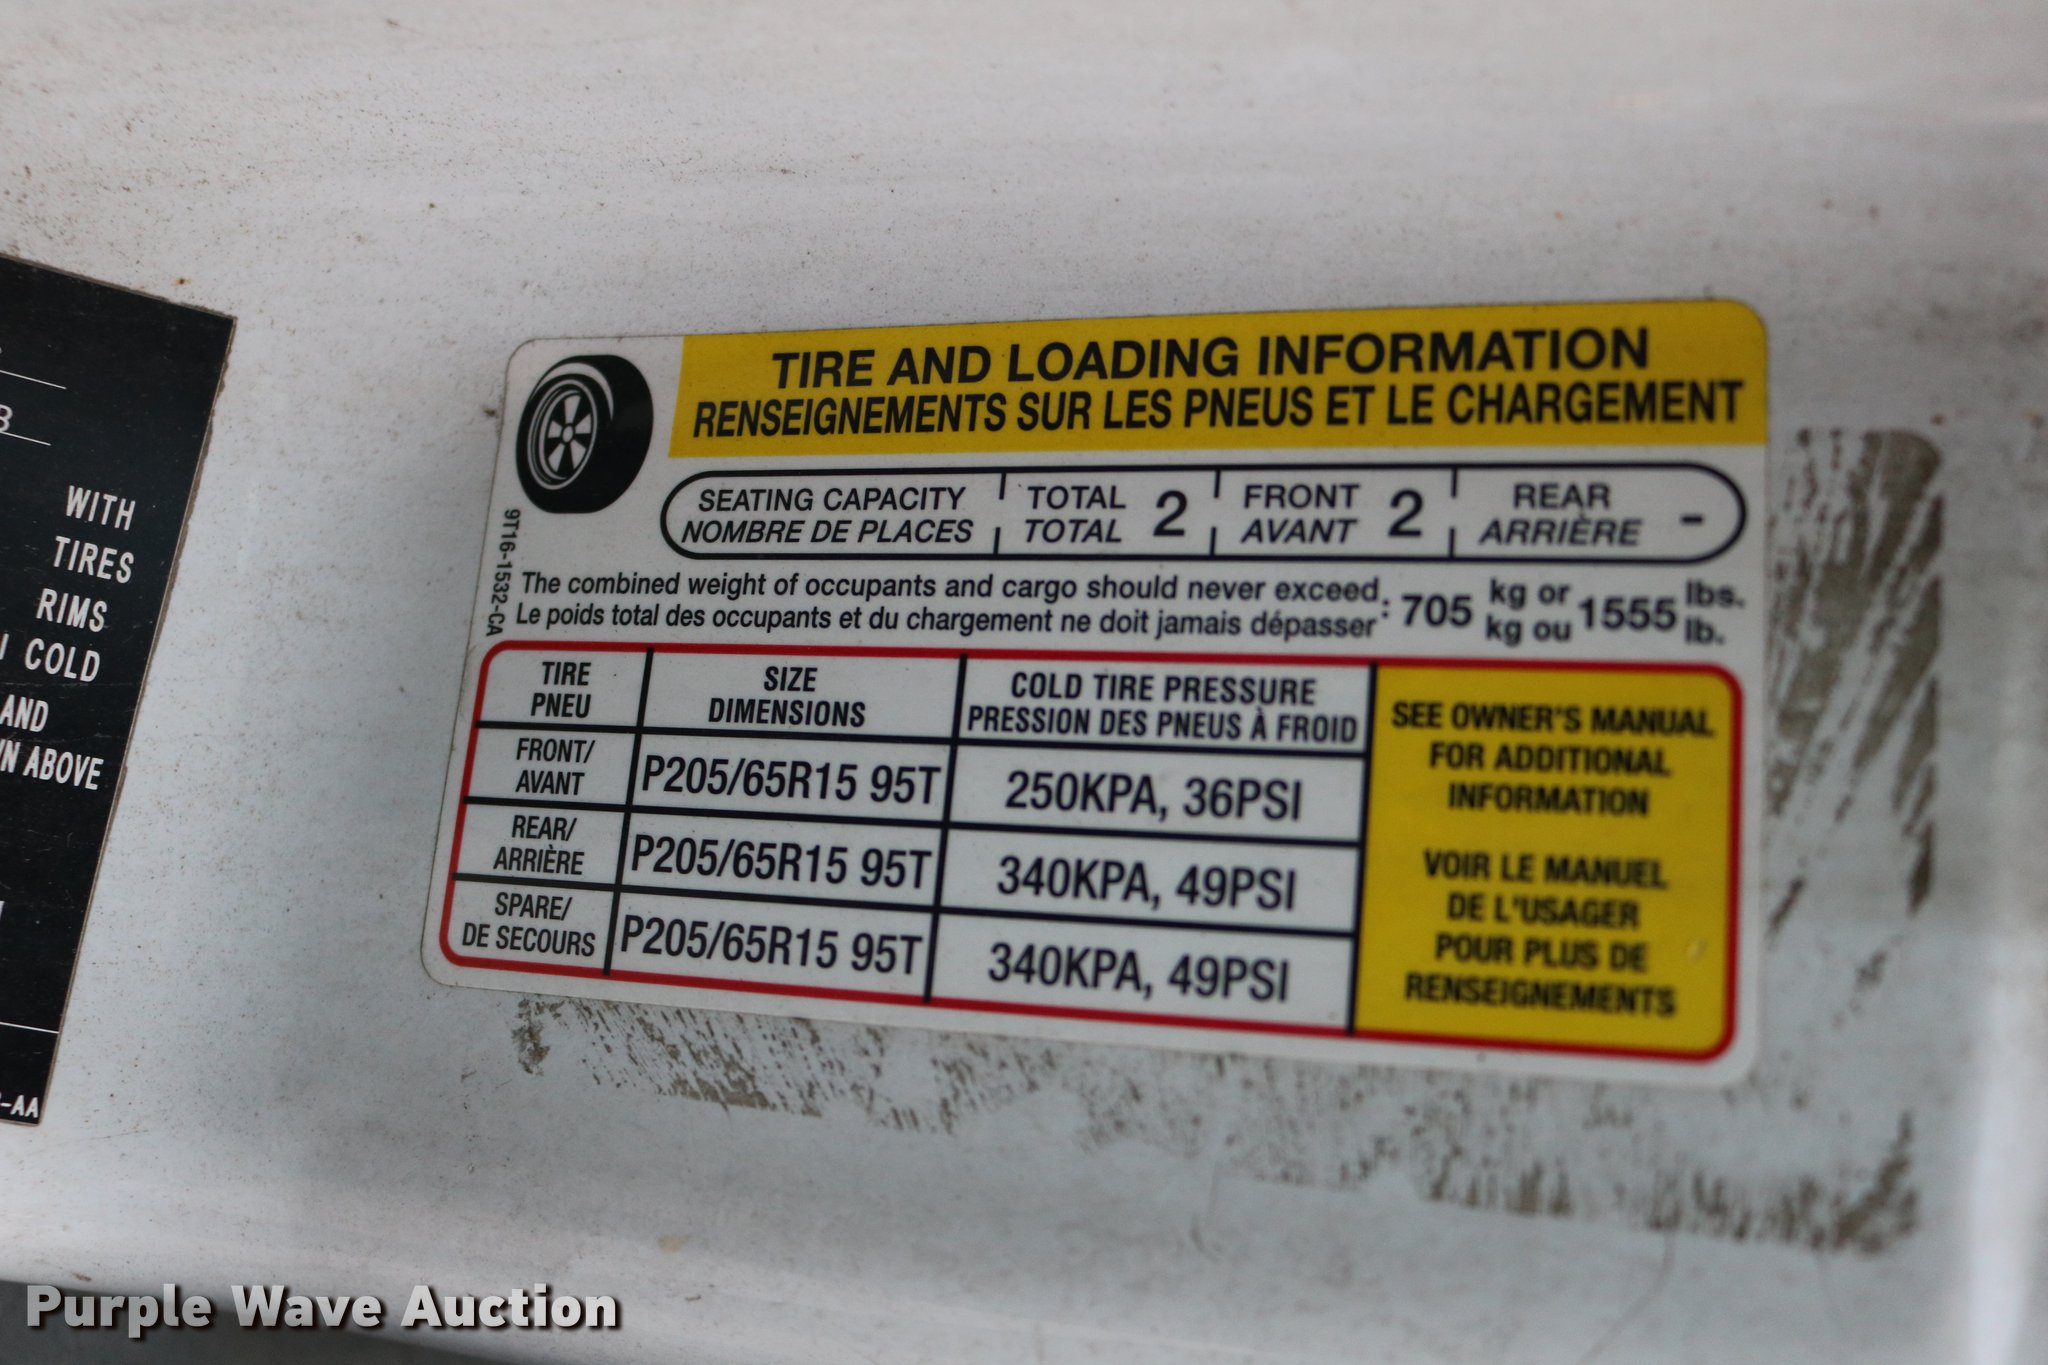 B
WITH
TIRES
RIMS
COLD
AND
ABOVE
-AA
TIRE AND LOADING INFORMATION
RENSEIGNEMENTS SUR LES PNEUS ET LE CHARGEMENT
SEATING CAPACITY TOTAL 2 FRONT 2 REAR -
NOMBRE DE PLACES TOTAL AVANT ARRIÈRE
9T16-1532-CA
The combined weight of occupants and cargo should never exceed : 705 kg or 1555 lbs.
Le poids total des occupants et du chargement ne doit jamais dépasser kg ou lb.
TIRE SIZE COLD TIRE PRESSURE
PNEU DIMENSIONS PRESSION DES PNEUS À FROID
FRONT/
AVANT P205/65R15 95T 250KPA, 36PSI
REAR/
ARRIÈRE P205/65R15 95T 340KPA, 49PSI
SPARE/
DE SECOURS P205/65R15 95T 340KPA, 49PSI
SEE OWNER'S MANUAL
FOR ADDITIONAL
INFORMATION
VOIR LE MANUEL
DE L'USAGER
POUR PLUS DE
RENSEIGNEMENTS
Purple Wave Auction